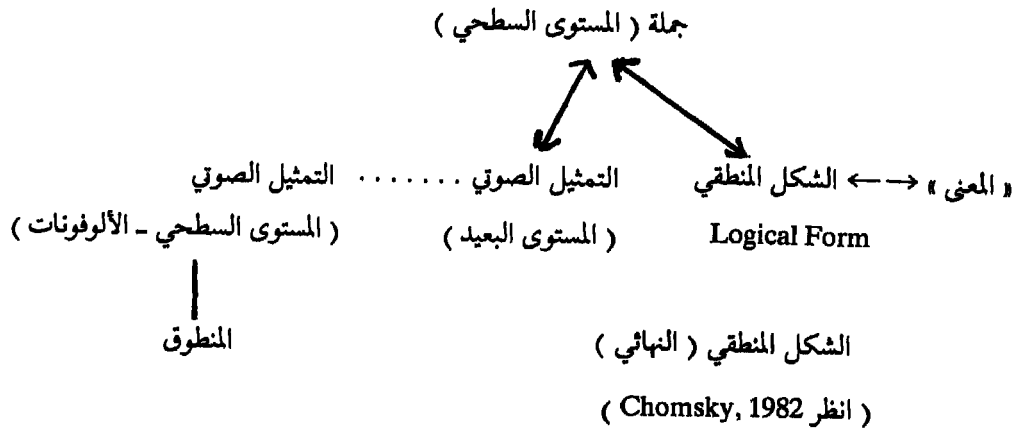 جملة ( المستوى السطحي )
« المعنى » ←→ الشكل المنطقي التمثيل الصوتي . . . . . . . التمثيل الصوتي
Logical Form ( المستوى البعيد ) ( المستوى السطحي - الألوفونات )
المنطوق
الشكل المنطقي ( النهائي )
( انظر Chomsky, 1982 )